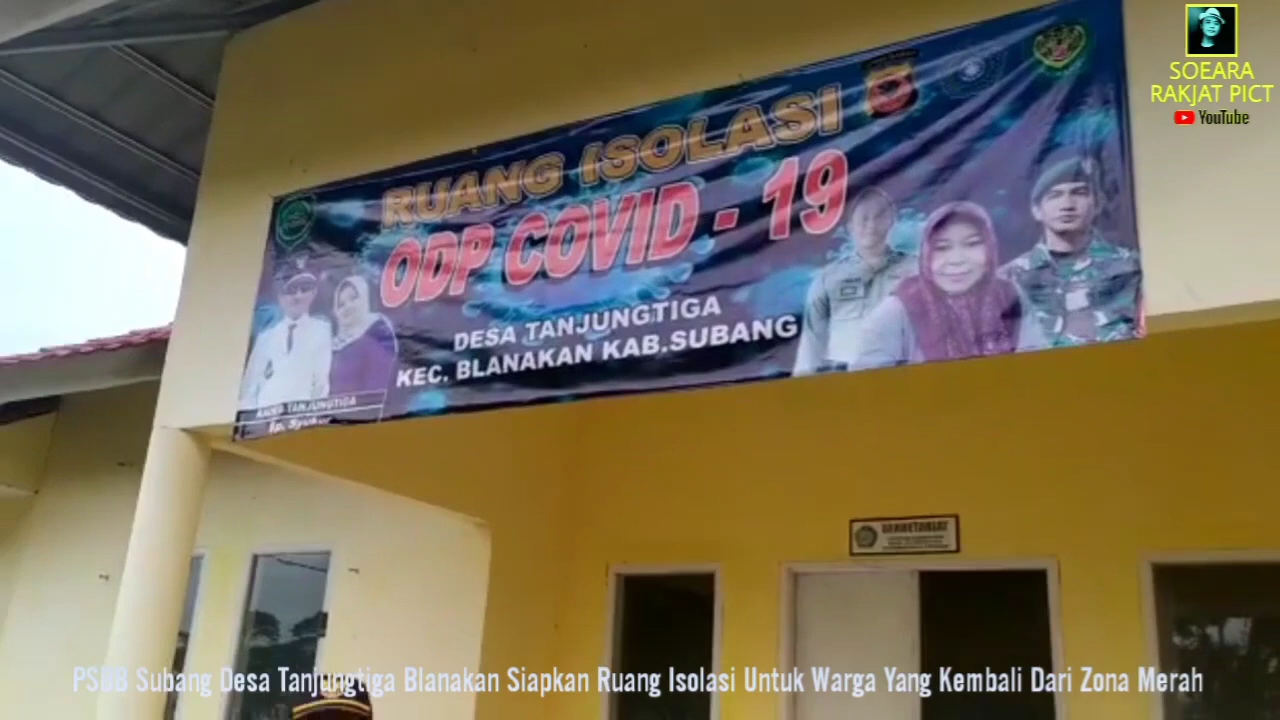 SOEARA
RAKJAT PICT
YouTube
RUANG ISOLASI
ODP COVID - 19
DESA TANJUNGTIGA
KEC. BLANAKAN KAB.SUBANG
TANJUNGTIGA
SEKRETARIAT
PSBB Subang Desa Tanjungtiga Blanakan Siapkan Ruang Isolasi Untuk Warga Yang Kembali Dari Zona Merah